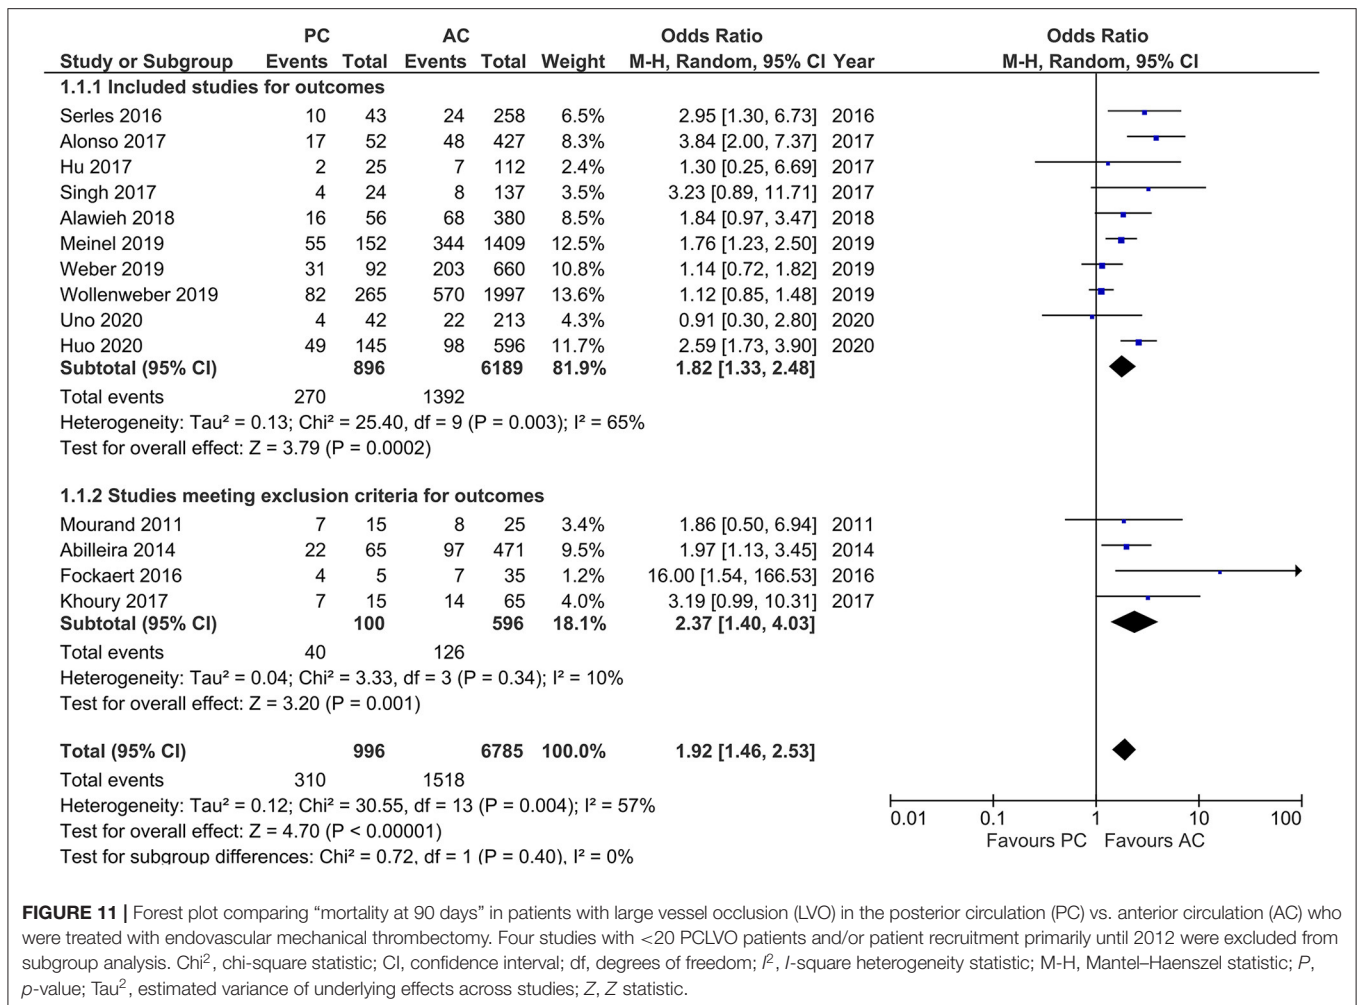 PC AC Odds Ratio Odds Ratio
Study or Subgroup Events Total Events Total Weight M-H, Random, 95% CI Year M-H, Random, 95% CI
1.1.1 Included studies for outcomes
Serles 2016 10 43 24 258 6.5% 2.95 [1.30, 6.73] 2016
Alonso 2017 17 52 48 427 8.3% 3.84 [2.00, 7.37] 2017
Hu 2017 2 25 7 112 2.4% 1.30 [0.25, 6.69] 2017
Singh 2017 4 24 8 137 3.5% 3.23 [0.89, 11.71] 2017
Alawieh 2018 16 56 68 380 8.5% 1.84 [0.97, 3.47] 2018
Meinel 2019 55 152 344 1409 12.5% 1.76 [1.23, 2.50] 2019
Weber 2019 31 92 203 660 10.8% 1.14 [0.72, 1.82] 2019
Wollenweber 2019 82 265 570 1997 13.6% 1.12 [0.85, 1.48] 2019
Uno 2020 4 42 22 213 4.3% 0.91 [0.30, 2.80] 2020
Huo 2020 49 145 98 596 11.7% 2.59 [1.73, 3.90] 2020
Subtotal (95% CI) 896 6189 81.9% 1.82 [1.33, 2.48]
Total events 270 1392
Heterogeneity: Tau² = 0.13; Chi² = 25.40, df = 9 (P = 0.003); I² = 65%
Test for overall effect: Z = 3.79 (P = 0.0002)
1.1.2 Studies meeting exclusion criteria for outcomes
Mourand 2011 7 15 8 25 3.4% 1.86 [0.50, 6.94] 2011
Abilleira 2014 22 65 97 471 9.5% 1.97 [1.13, 3.45] 2014
Fockaert 2016 4 5 7 35 1.2% 16.00 [1.54, 166.53] 2016
Khoury 2017 7 15 14 65 4.0% 3.19 [0.99, 10.31] 2017
Subtotal (95% CI) 100 596 18.1% 2.37 [1.40, 4.03]
Total events 40 126
Heterogeneity: Tau² = 0.04; Chi² = 3.33, df = 3 (P = 0.34); I² = 10%
Test for overall effect: Z = 3.20 (P = 0.001)
Total (95% CI) 996 6785 100.0% 1.92 [1.46, 2.53]
Total events 310 1518
Heterogeneity: Tau² = 0.12; Chi² = 30.55, df = 13 (P = 0.004); I² = 57%
Test for overall effect: Z = 4.70 (P < 0.00001)
Test for subgroup differences: Chi² = 0.72, df = 1 (P = 0.40), I² = 0%
0.01 0.1 1 10 100
Favours PC Favours AC
FIGURE 11 | Forest plot comparing “mortality at 90 days” in patients with large vessel occlusion (LVO) in the posterior circulation (PC) vs. anterior circulation (AC) who
were treated with endovascular mechanical thrombectomy. Four studies with <20 PCLVO patients and/or patient recruitment primarily until 2012 were excluded from
subgroup analysis. Chi², chi-square statistic; CI, confidence interval; df, degrees of freedom; I², I-square heterogeneity statistic; M-H, Mantel–Haenszel statistic; P,
p-value; Tau², estimated variance of underlying effects across studies; Z, Z statistic.